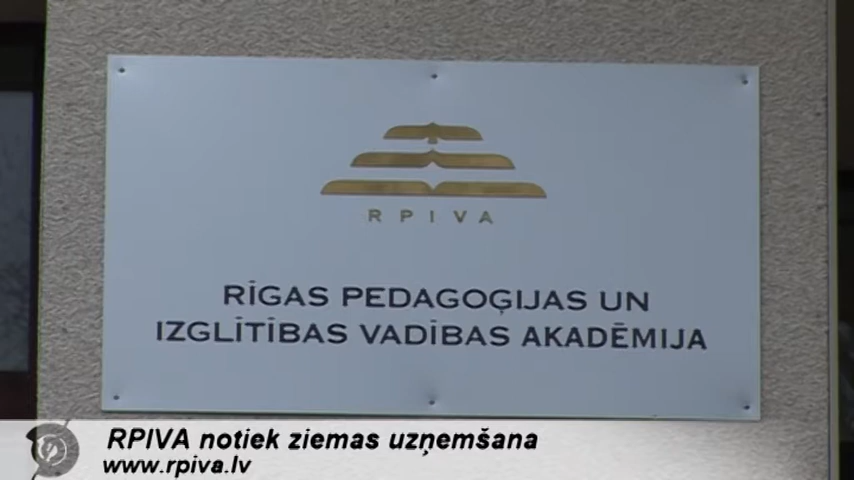 RPIVA
RĪGAS PEDAGOĢIJAS UN
IZGLĪTĪBAS VADĪBAS AKADĒMIJA
RPIVA notiek ziemas uzņemšana
www.rpiva.lv